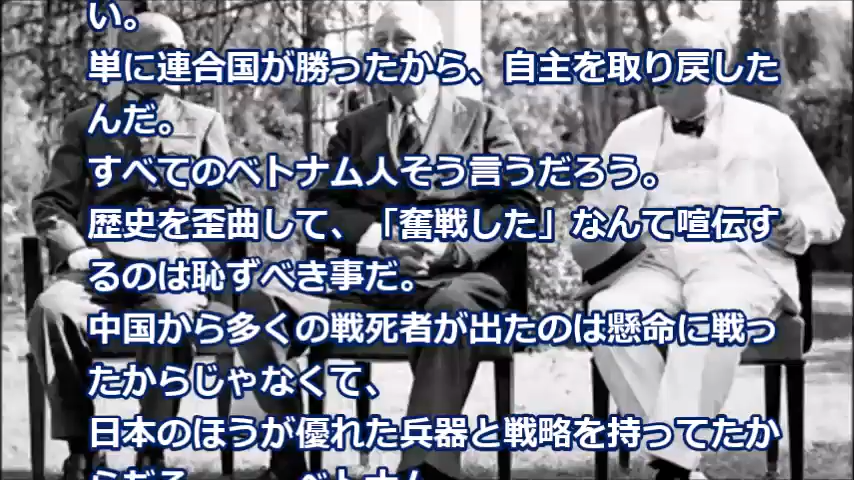 い。
単に連合国が勝ったから、自主を取り戻した
んだ。
すべてのベトナム人そう言うだろう。
歴史を歪曲して、「奮戦した」なんて喧伝す
るのは恥ずべき事だ。
中国から多くの戦死者が出たのは懸命に戦っ
たからじゃなくて、
日本のほうが優れた兵器と戦略を持ってたか